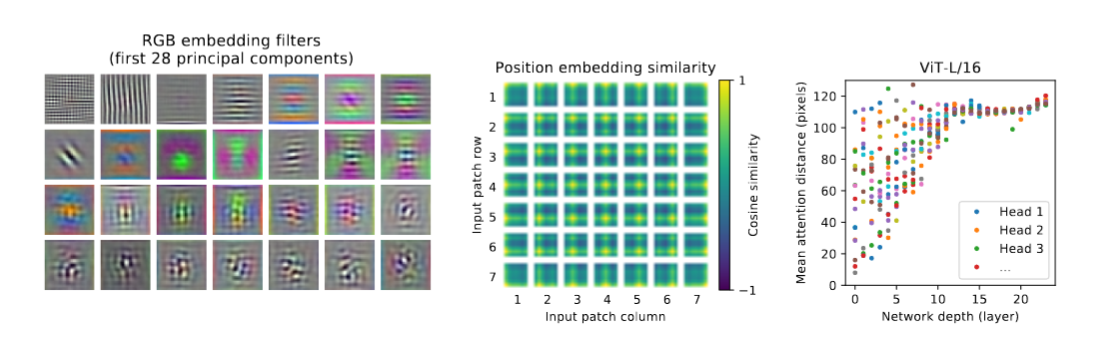 RGB embedding filters
(first 28 principal components)
Position embedding similarity
Input patch row
1
2
3
4
5
6
7
1 2 3 4 5 6 7
Input patch column
1
−1
Cosine similarity
ViT-L/16
Mean attention distance (pixels)
120
100
80
60
40
20
0
0 5 10 15 20
Network depth (layer)
Head 1
Head 2
Head 3
...